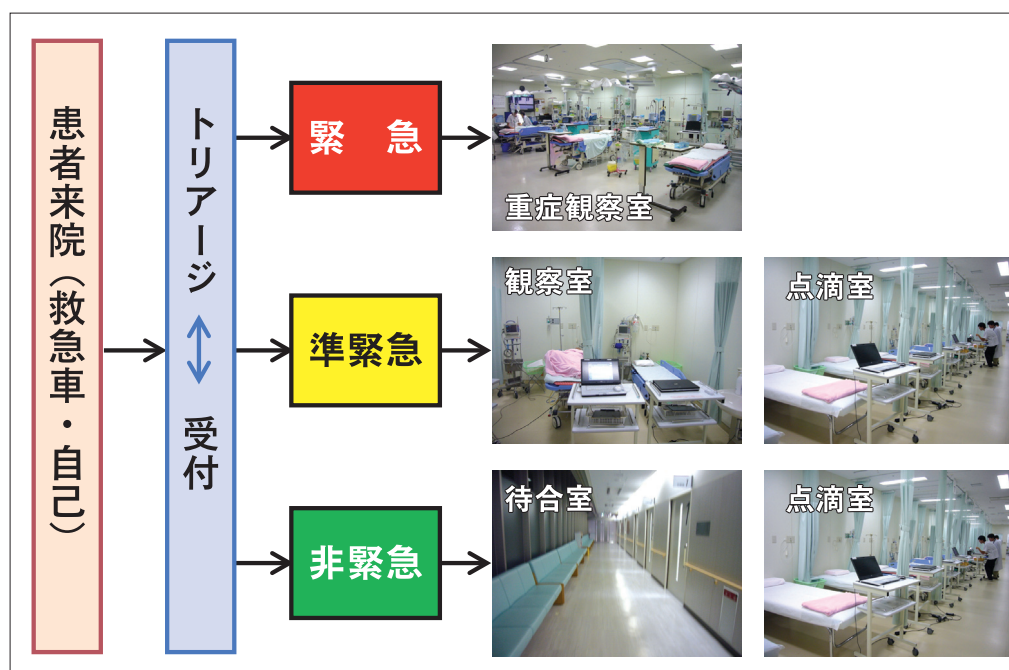 患者来院（救急車・自己）
トリアージ
受付
緊　急
重症観察室
準緊急
観察室
点滴室
非緊急
待合室
点滴室